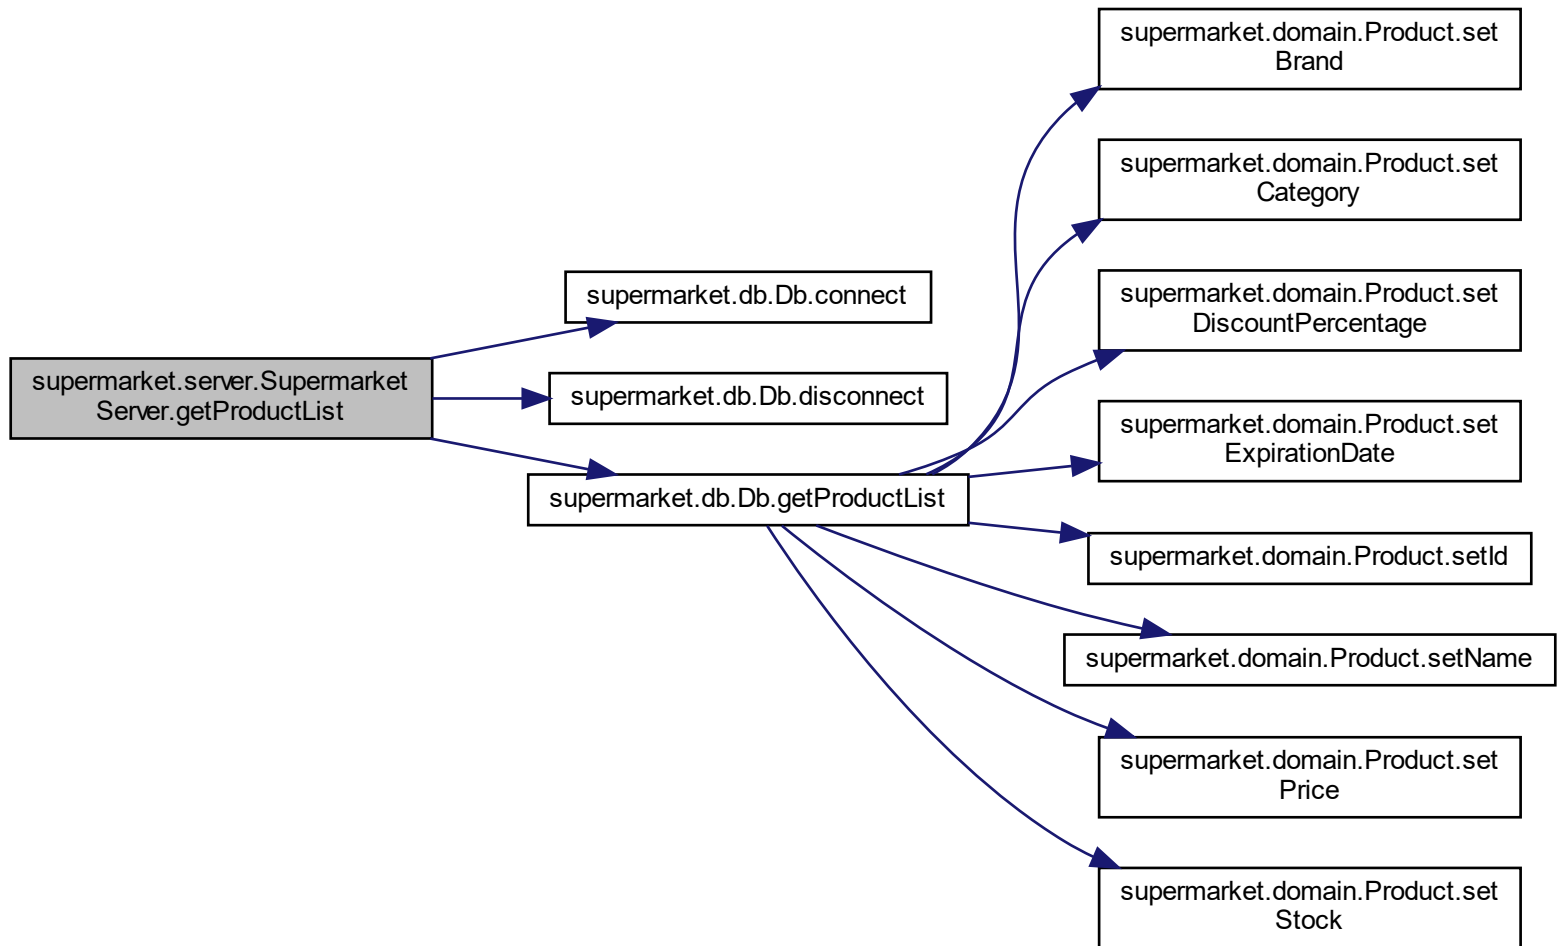 supermarket.server.Supermarket
Server.getProductList
supermarket.db.Db.connect
supermarket.db.Db.disconnect
supermarket.db.Db.getProductList
supermarket.domain.Product.set
Brand
supermarket.domain.Product.set
Category
supermarket.domain.Product.set
DiscountPercentage
supermarket.domain.Product.set
ExpirationDate
supermarket.domain.Product.setId
supermarket.domain.Product.setName
supermarket.domain.Product.set
Price
supermarket.domain.Product.set
Stock